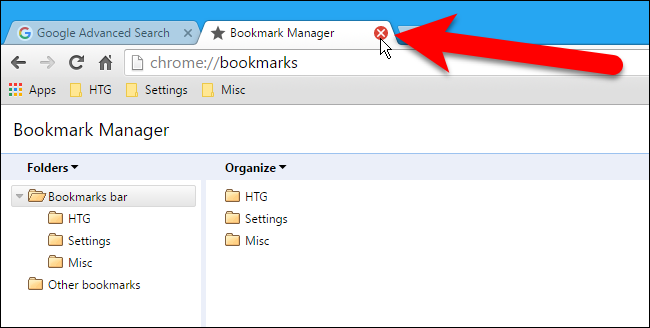 Google Advanced Search Bookmark Manager
chrome://bookmarks
Apps HTG Settings Misc
Bookmark Manager
Folders Organize
Bookmarks bar HTG
HTG Settings
Settings Misc
Misc
Other bookmarks